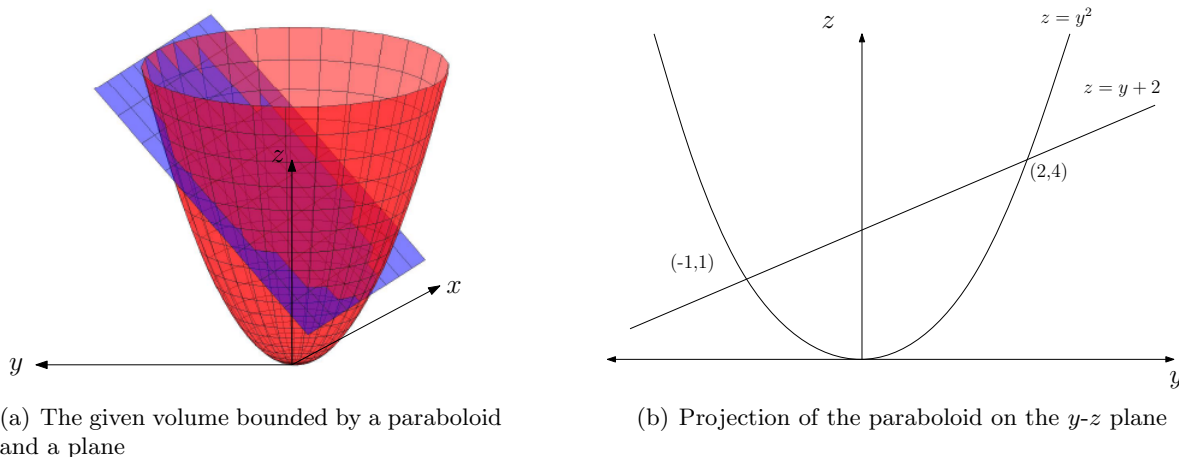 z
x
y
(a) The given volume bounded by a paraboloid
and a plane
z
z = y²
z = y + 2
(2,4)
(-1,1)
y
(b) Projection of the paraboloid on the y-z plane